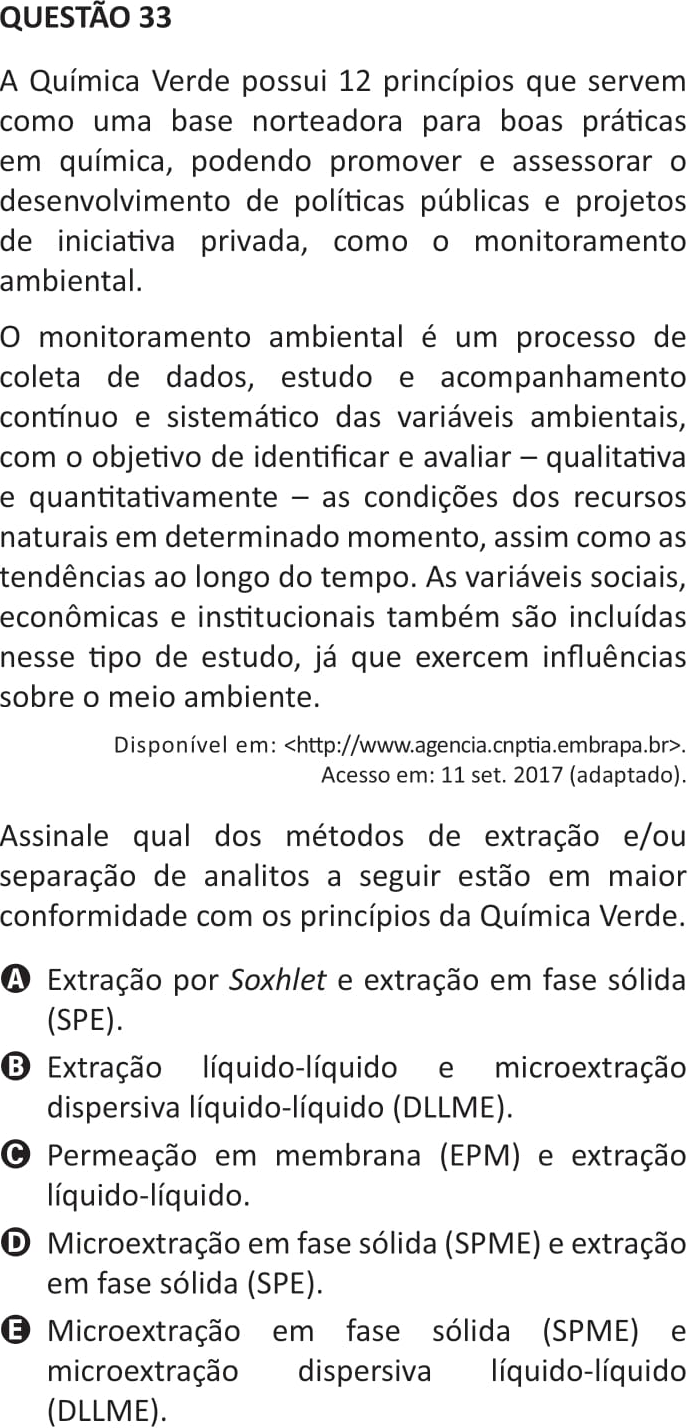 QUESTÃO 33
A Química Verde possui 12 princípios que servem
como uma base norteadora para boas práticas
em química, podendo promover e assessorar o
desenvolvimento de políticas públicas e projetos
de iniciativa privada, como o monitoramento
ambiental.
O monitoramento ambiental é um processo de
coleta de dados, estudo e acompanhamento
contínuo e sistemático das variáveis ambientais,
com o objetivo de identificar e avaliar – qualitativa
e quantitativamente – as condições dos recursos
naturais em determinado momento, assim como as
tendências ao longo do tempo. As variáveis sociais,
econômicas e institucionais também são incluídas
nesse tipo de estudo, já que exercem influências
sobre o meio ambiente.
Disponível em: <http://www.agencia.cnptia.embrapa.br>.
Acesso em: 11 set. 2017 (adaptado).
Assinale qual dos métodos de extração e/ou
separação de analitos a seguir estão em maior
conformidade com os princípios da Química Verde.
A Extração por Soxhlet e extração em fase sólida
(SPE).
B Extração líquido-líquido e microextração
dispersiva líquido-líquido (DLLME).
C Permeação em membrana (EPM) e extração
líquido-líquido.
D Microextração em fase sólida (SPME) e extração
em fase sólida (SPE).
E Microextração em fase sólida (SPME) e
microextração dispersiva líquido-líquido
(DLLME).